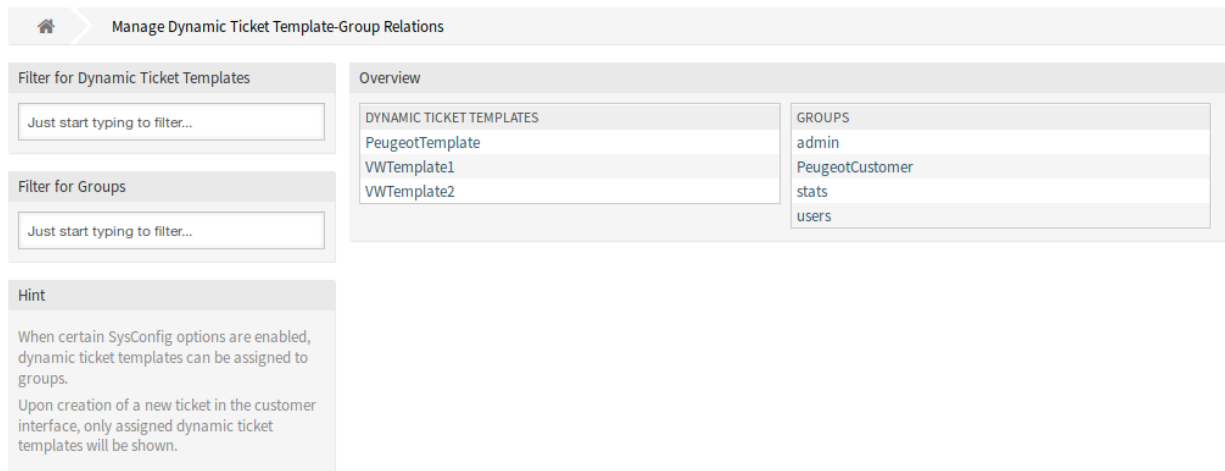 Manage Dynamic Ticket Template-Group Relations
Filter for Dynamic Ticket Templates
Just start typing to filter...
Filter for Groups
Just start typing to filter...
Hint
When certain SysConfig options are enabled,
dynamic ticket templates can be assigned to
groups.
Upon creation of a new ticket in the customer
interface, only assigned dynamic ticket
templates will be shown.
Overview
DYNAMIC TICKET TEMPLATES
PeugeotTemplate
VWTemplate1
VWTemplate2
GROUPS
admin
PeugeotCustomer
stats
users